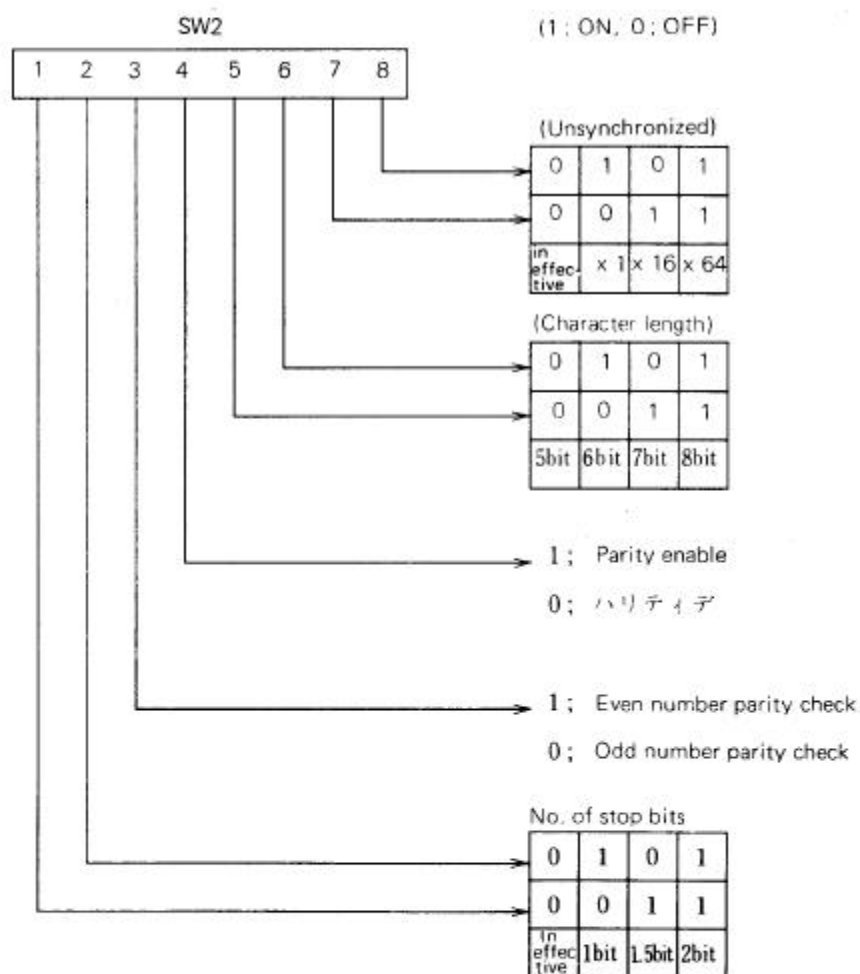 SW2
(1 ; ON, 0 ; OFF)
1 2 3 4 5 6 7 8
(Unsynchronized)
0 1 0 1
0 0 1 1
in effec- tive × 1 × 16 × 64
(Character length)
0 1 0 1
0 0 1 1
5bit 6bit 7bit 8bit
1 ; Parity enable
0 ; ハリティデ
1 ; Even number parity check
0 ; Odd number parity check
No. of stop bits
0 1 0 1
0 0 1 1
In effec tive 1bit 1.5bit 2bit